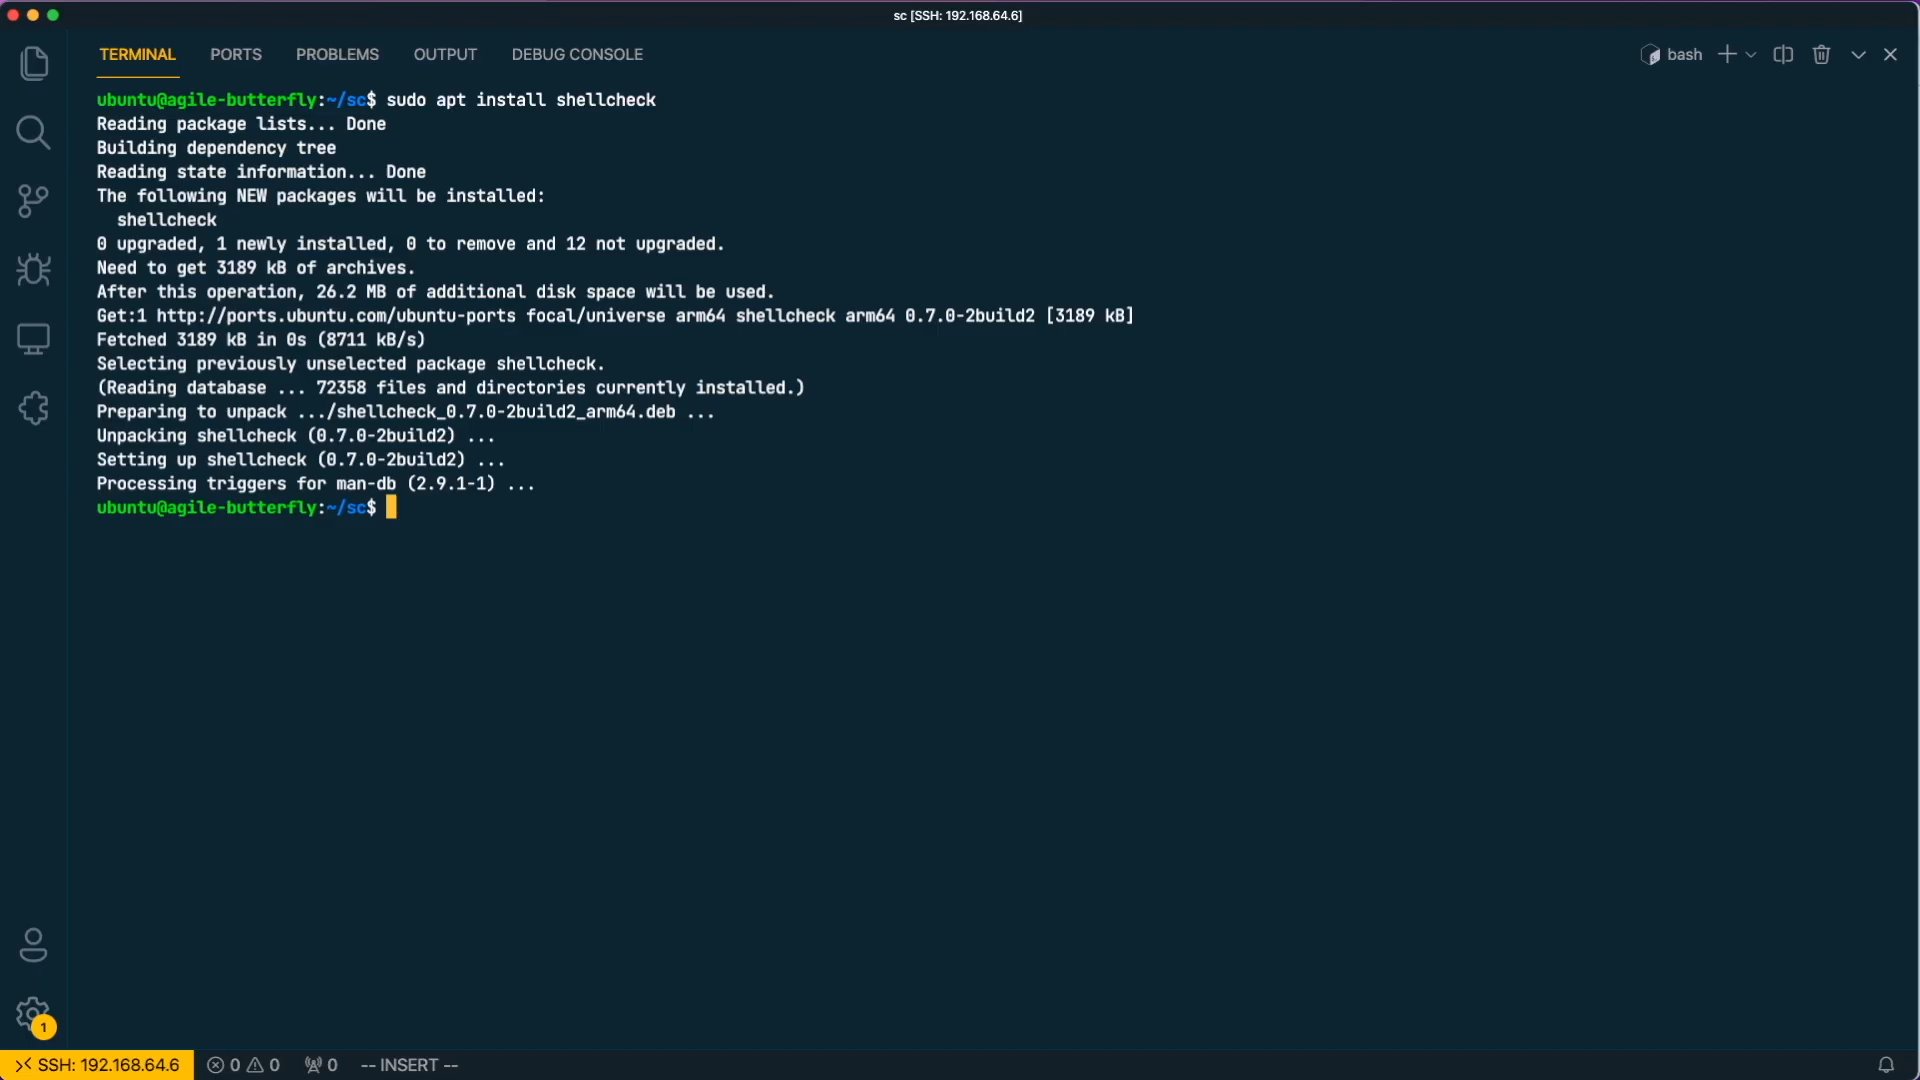 sc [SSH: 192.168.64.6]
TERMINAL PORTS PROBLEMS OUTPUT DEBUG CONSOLE bash
ubuntu@agile-butterfly:~/sc$ sudo apt install shellcheck
Reading package lists... Done
Building dependency tree
Reading state information... Done
The following NEW packages will be installed:
  shellcheck
0 upgraded, 1 newly installed, 0 to remove and 12 not upgraded.
Need to get 3189 kB of archives.
After this operation, 26.2 MB of additional disk space will be used.
Get:1 http://ports.ubuntu.com/ubuntu-ports focal/universe arm64 shellcheck arm64 0.7.0-2build2 [3189 kB]
Fetched 3189 kB in 0s (8711 kB/s)
Selecting previously unselected package shellcheck.
(Reading database ... 72358 files and directories currently installed.)
Preparing to unpack .../shellcheck_0.7.0-2build2_arm64.deb ...
Unpacking shellcheck (0.7.0-2build2) ...
Setting up shellcheck (0.7.0-2build2) ...
Processing triggers for man-db (2.9.1-1) ...
ubuntu@agile-butterfly:~/sc$
1
SSH: 192.168.64.6 0 0 0 -- INSERT --